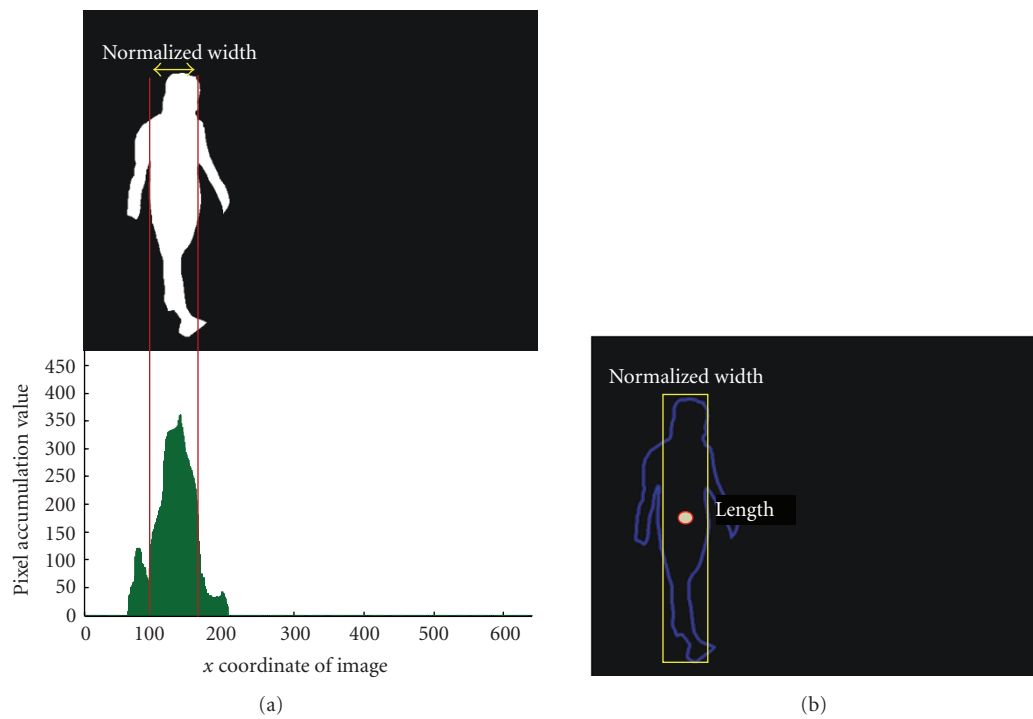 Normalized width
450
400
350
300
250
200
150
100
50
0
Pixel accumulation value
0 100 200 300 400 500 600
x coordinate of image
(a)
Normalized width
Length
(b)